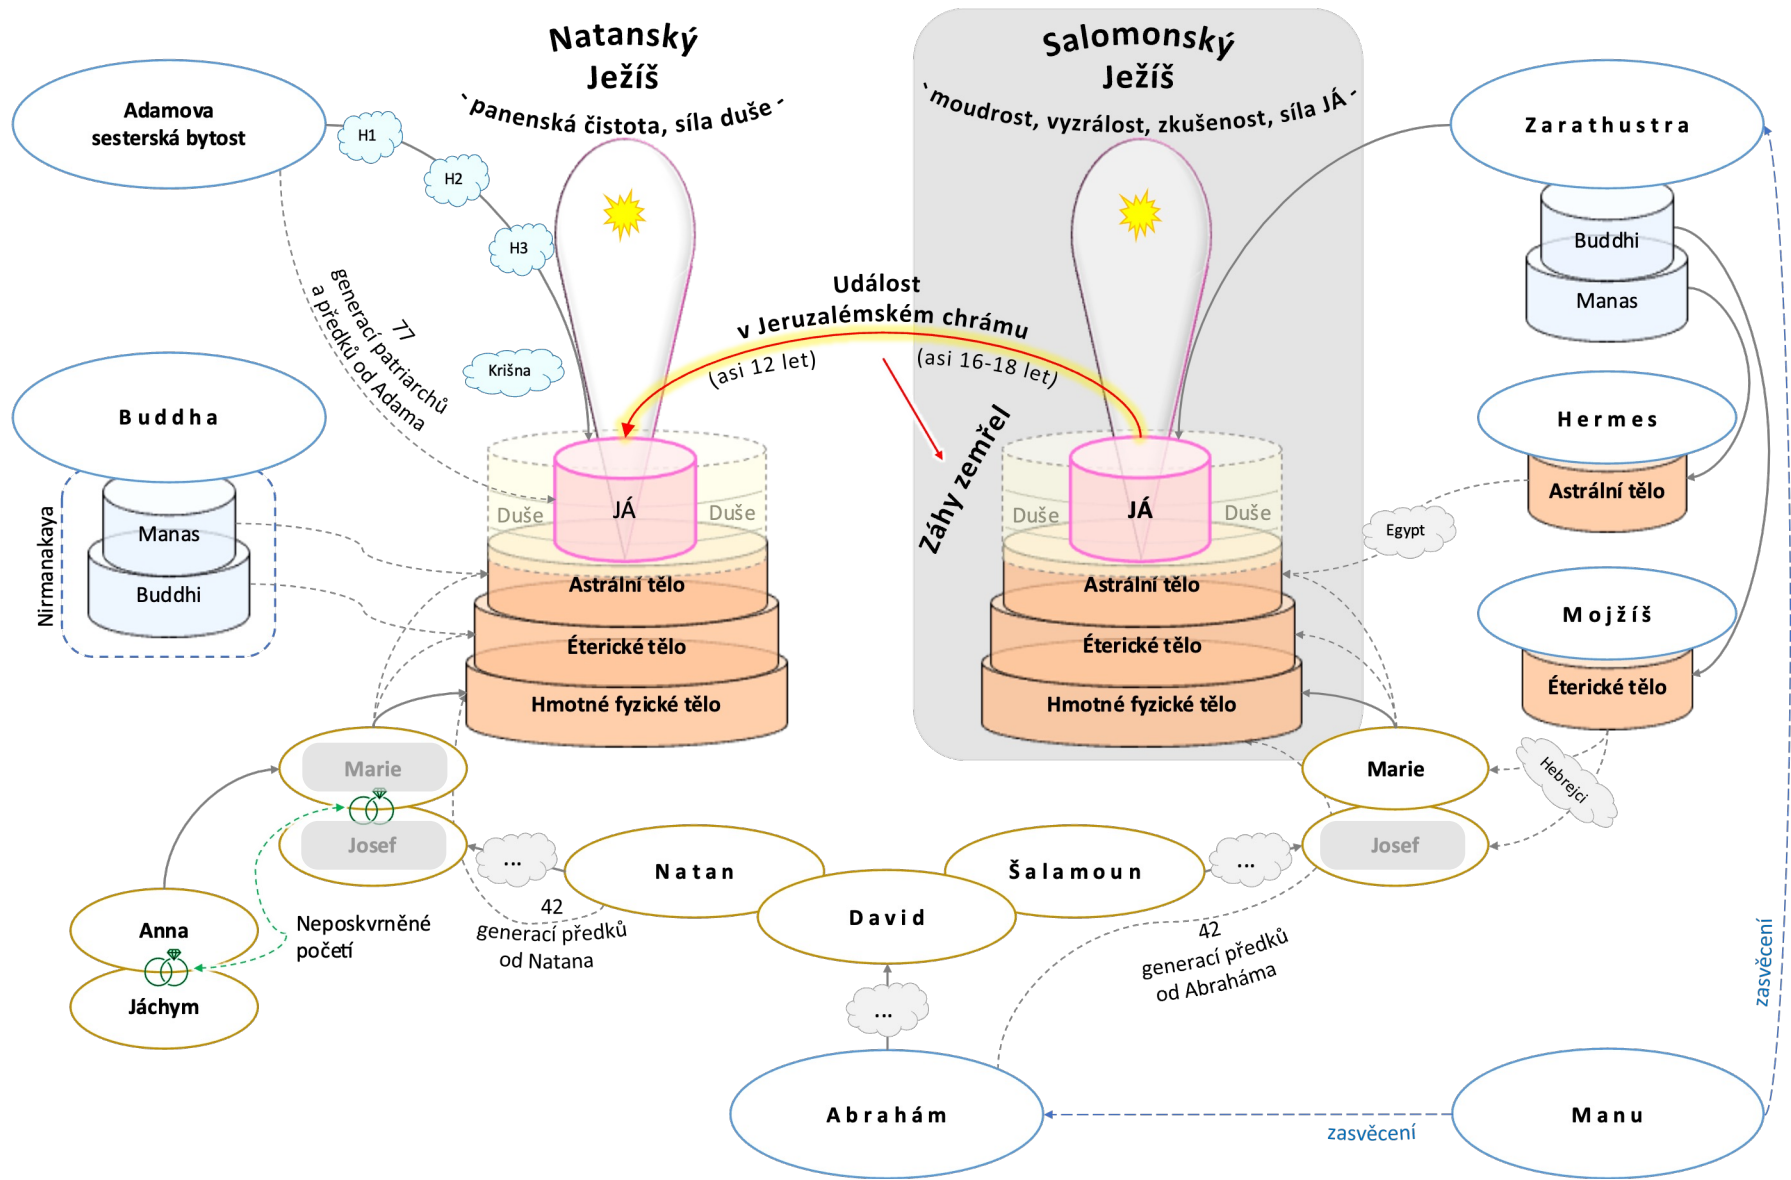 Natanský
Ježíš
- panenská čistota, síla duše -
Salomonský
Ježíš
- moudrost, vyzrálost, zkušenost, síla JÁ -
Adamova
sesterská bytost
H1
H2
H3
Krišna
77
generací patriarchů
a předků od Adama
Událost
v Jeruzalémském chrámu
(asi 12 let)
(asi 16-18 let)
Záhy zemřel
Zarathustra
Buddhi
Manas
Hermes
Astrální tělo
Egypt
Mojžíš
Éterické tělo
Hebrejci
Buddha
Manas
Buddhi
Nirmanakaya
JÁ
Duše
Duše
Astrální tělo
Éterické tělo
Hmotné fyzické tělo
JÁ
Duše
Duše
Astrální tělo
Éterické tělo
Hmotné fyzické tělo
Marie
Josef
Marie
Josef
Anna
Jáchym
Neposkvrněné
početí
...
Natan
David
Šalamoun
...
42
generací předků
od Natana
42
generací předků
od Abraháma
...
Abrahám
zasvěcení
Manu
zasvěcení